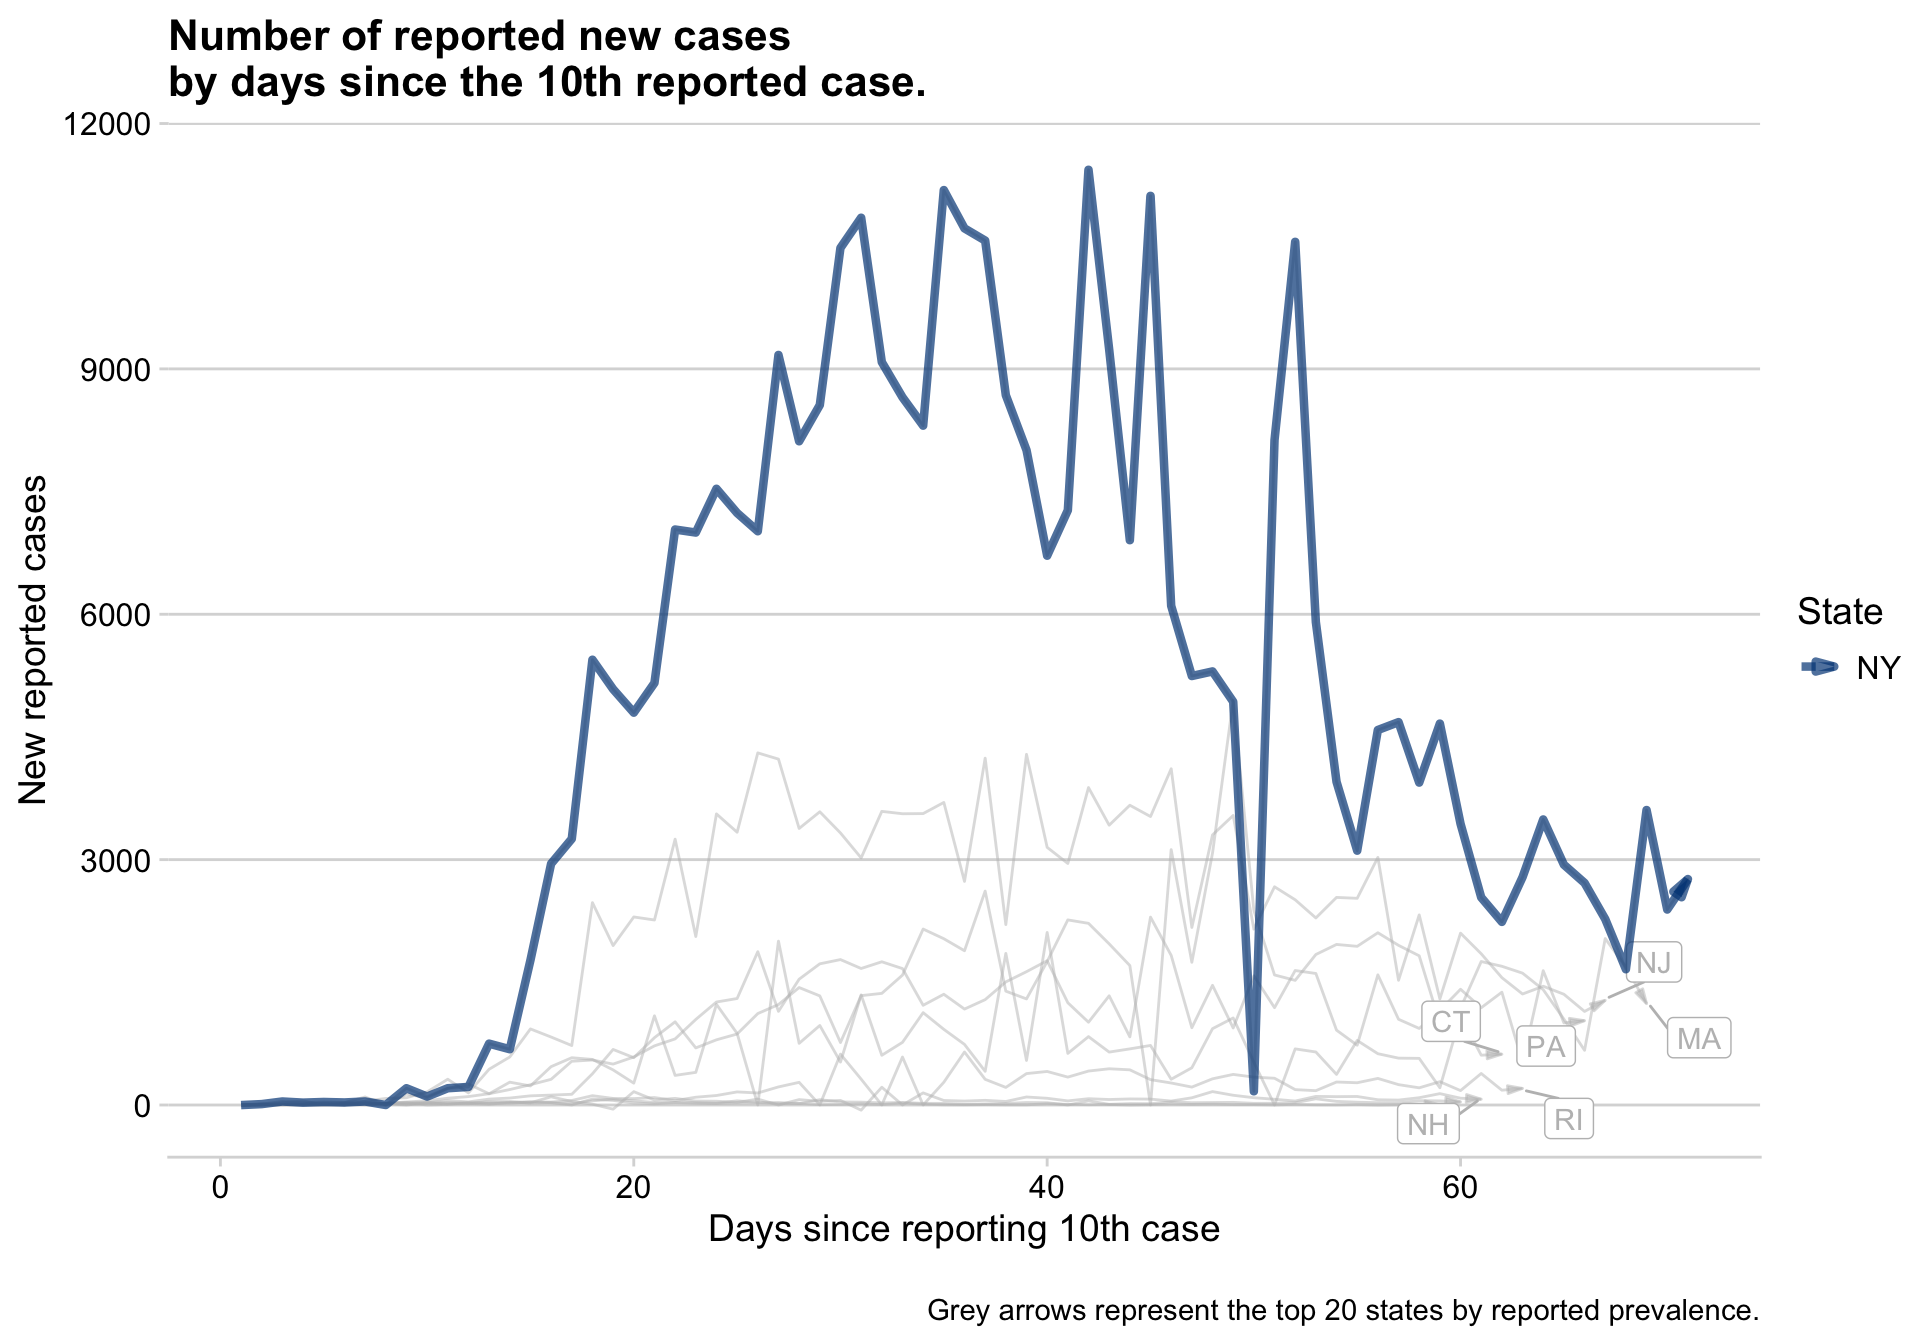 Number of reported new cases
by days since the 10th reported case.
12000
9000
6000
3000
0
New reported cases
State
NY
NJ
CT
PA
MA
NH
RI
0 20 40 60
Days since reporting 10th case
Grey arrows represent the top 20 states by reported prevalence.